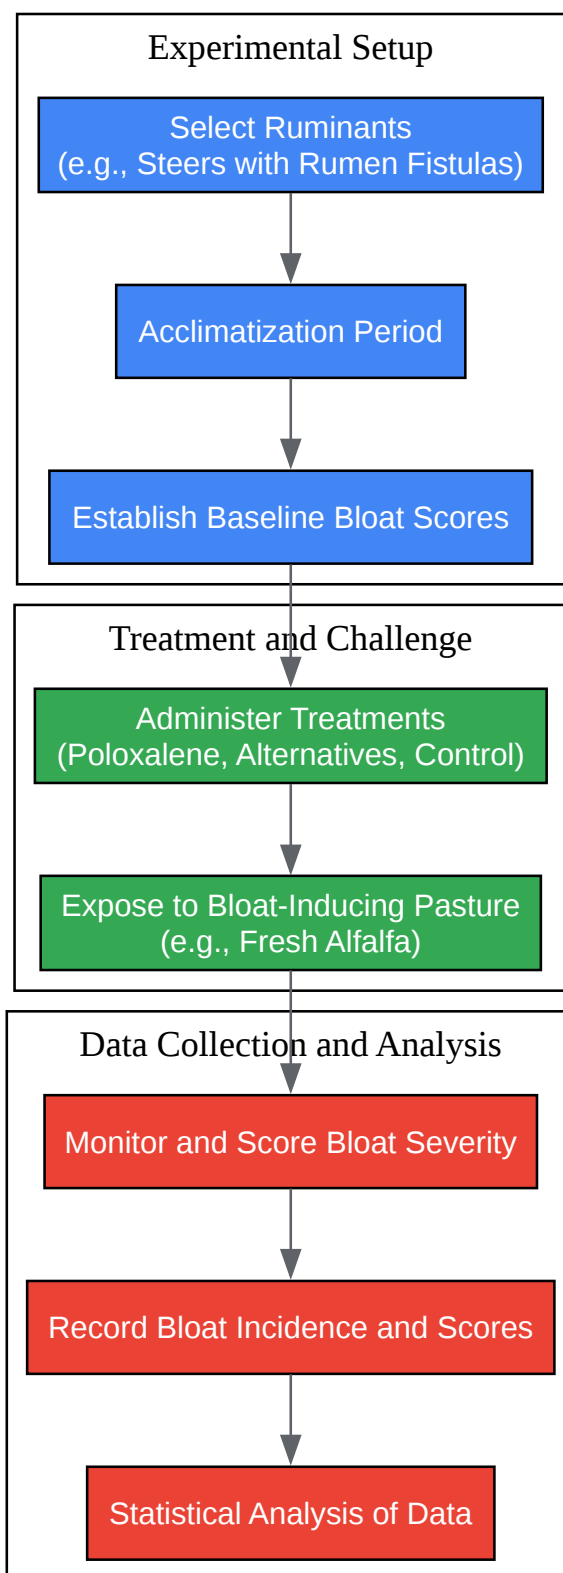 Experimental Setup
Select Ruminants
(e.g., Steers with Rumen Fistulas)
Acclimatization Period
Establish Baseline Bloat Scores
Treatment and Challenge
Administer Treatments
(Poloxalene, Alternatives, Control)
Expose to Bloat-Inducing Pasture
(e.g., Fresh Alfalfa)
Data Collection and Analysis
Monitor and Score Bloat Severity
Record Bloat Incidence and Scores
Statistical Analysis of Data